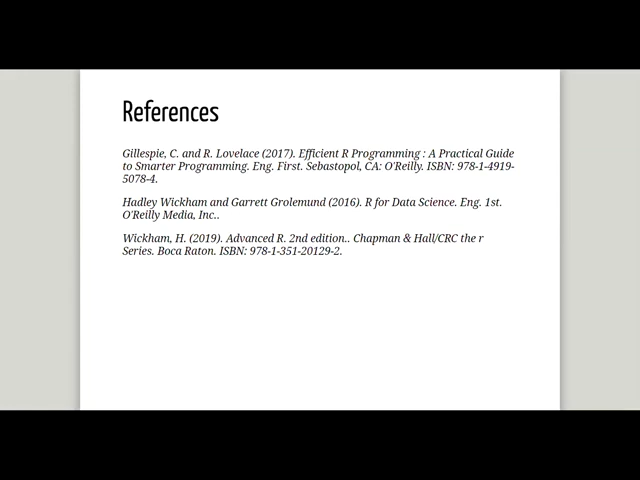 References
Gillespie, C. and R. Lovelace (2017). Efficient R Programming : A Practical Guide
to Smarter Programming. Eng. First. Sebastopol, CA: O'Reilly. ISBN: 978-1-4919-
5078-4.
Hadley Wickham and Garrett Grolemund (2016). R for Data Science. Eng. 1st.
O'Reilly Media, Inc..
Wickham, H. (2019). Advanced R. 2nd edition.. Chapman & Hall/CRC the r
Series. Boca Raton. ISBN: 978-1-351-20129-2.